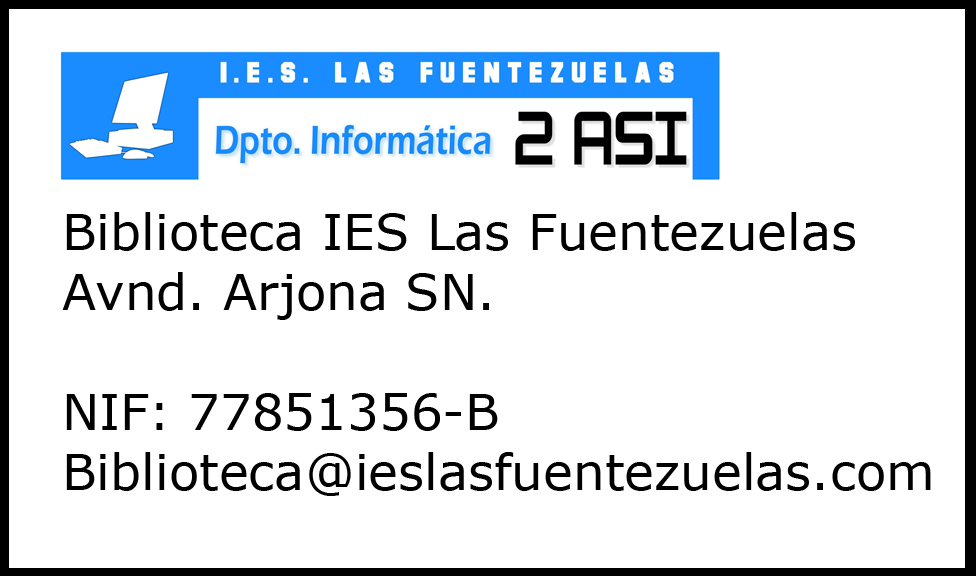 I.E.S. LAS FUENTEZUELAS
Dpto. Informática 2 ASI
Biblioteca IES Las Fuentezuelas
Avnd. Arjona SN.
NIF: 77851356-B
Biblioteca@ieslasfuentezuelas.com